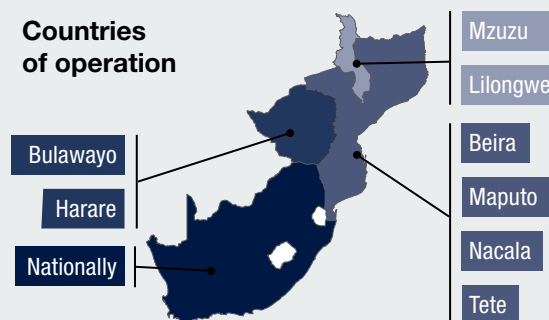 Countries
of operation
Bulawayo
Harare
Nationally
Mzuzu
Lilongwe
Beira
Maputo
Nacala
Tete